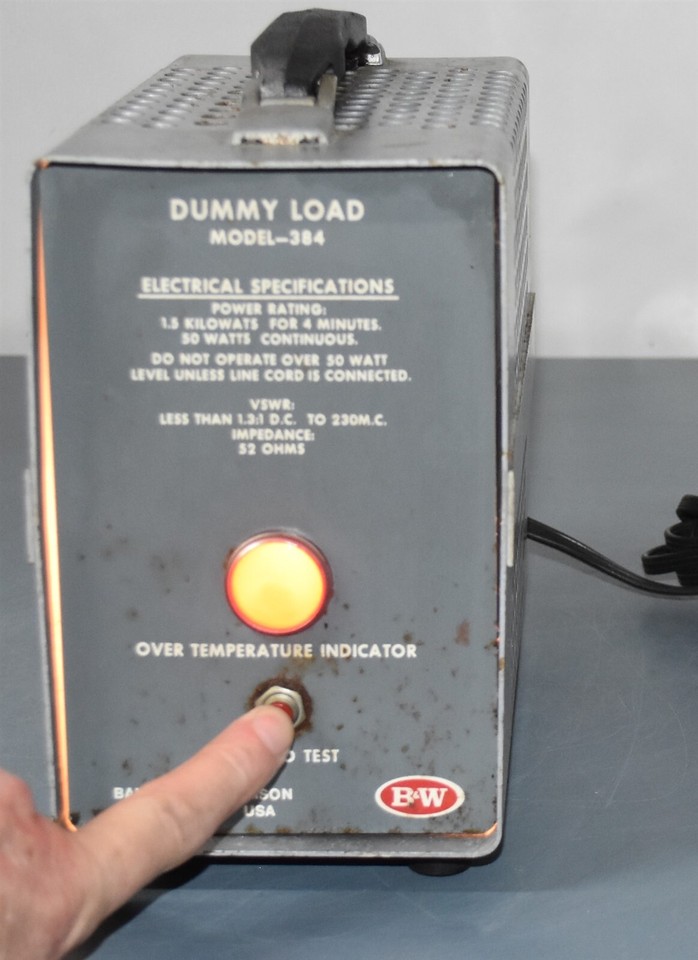 DUMMY LOAD
MODEL-384
ELECTRICAL SPECIFICATIONS
POWER RATING:
1.5 KILOWATS FOR 4 MINUTES.
50 WATTS CONTINUOUS.
DO NOT OPERATE OVER 50 WATT
LEVEL UNLESS LINE CORD IS CONNECTED.
VSWR:
LESS THAN 1.3:1 D.C. TO 230M.C.
IMPEDANCE:
52 OHMS
OVER TEMPERATURE INDICATOR
TEST
USA
B&W